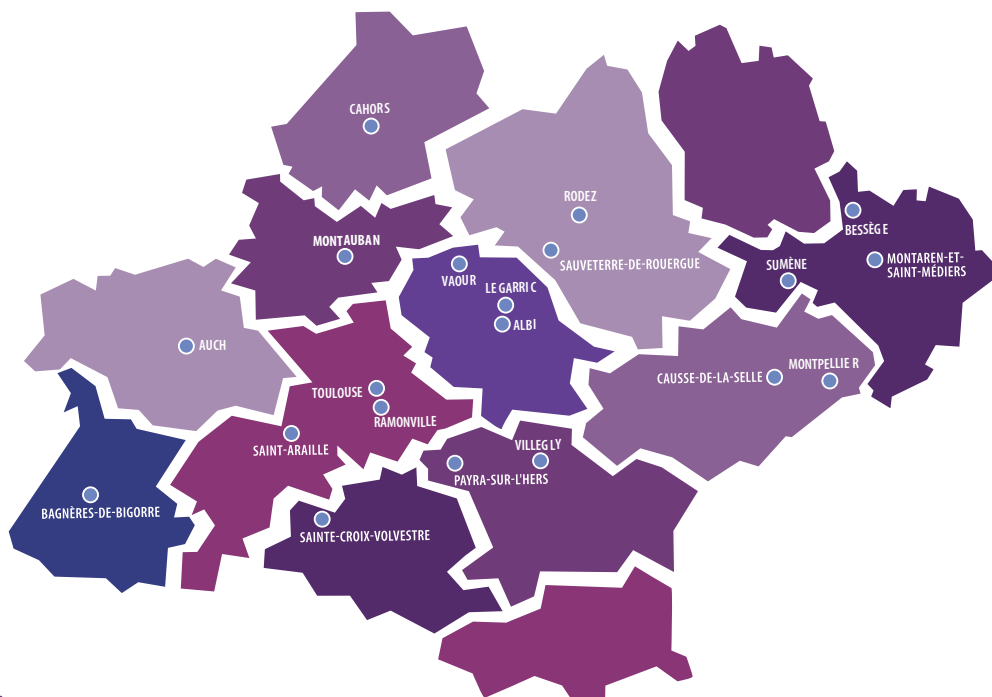 CAHORS
RODEZ
BESSÈGE
MONTAUBAN
SAUVETERRE-DE-ROUERGUE
SUMÈNE
MONTAREN-ET-
SAINT-MÉDIERS
VAOUR
LE GARRIC
ALBI
AUCH
MONTPELLIER
CAUSSE-DE-LA-SELLE
TOULOUSE
RAMONVILLE
SAINT-ARAILLE
VILLEGLY
PAYRA-SUR-L'HERS
BAGNÈRES-DE-BIGORRE
SAINTE-CROIX-VOLVESTRE